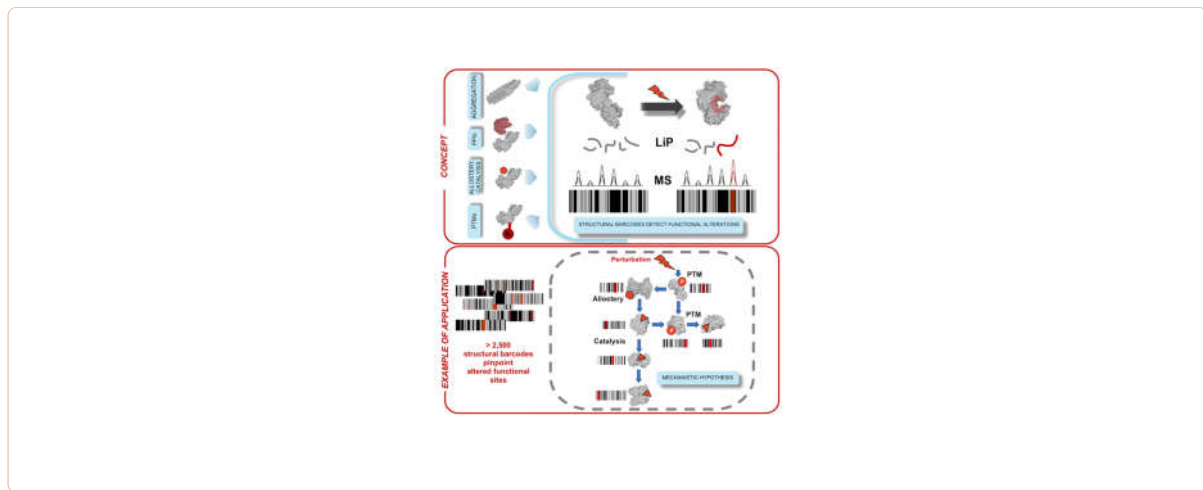 CONCEPT
AGGREGATION
PPIs
ALLOSTERY
CATALYSIS
PTMs
LiP
MS
STRUCTURAL BARCODES DETECT FUNCTIONAL ALTERATIONS
EXAMPLE OF APPLICATION
> 2,500
structural barcodes
pinpoint
altered functional
sites
Perturbation
PTM
Allostery
PTM
Catalysis
MECHANISTIC HYPOTHESIS